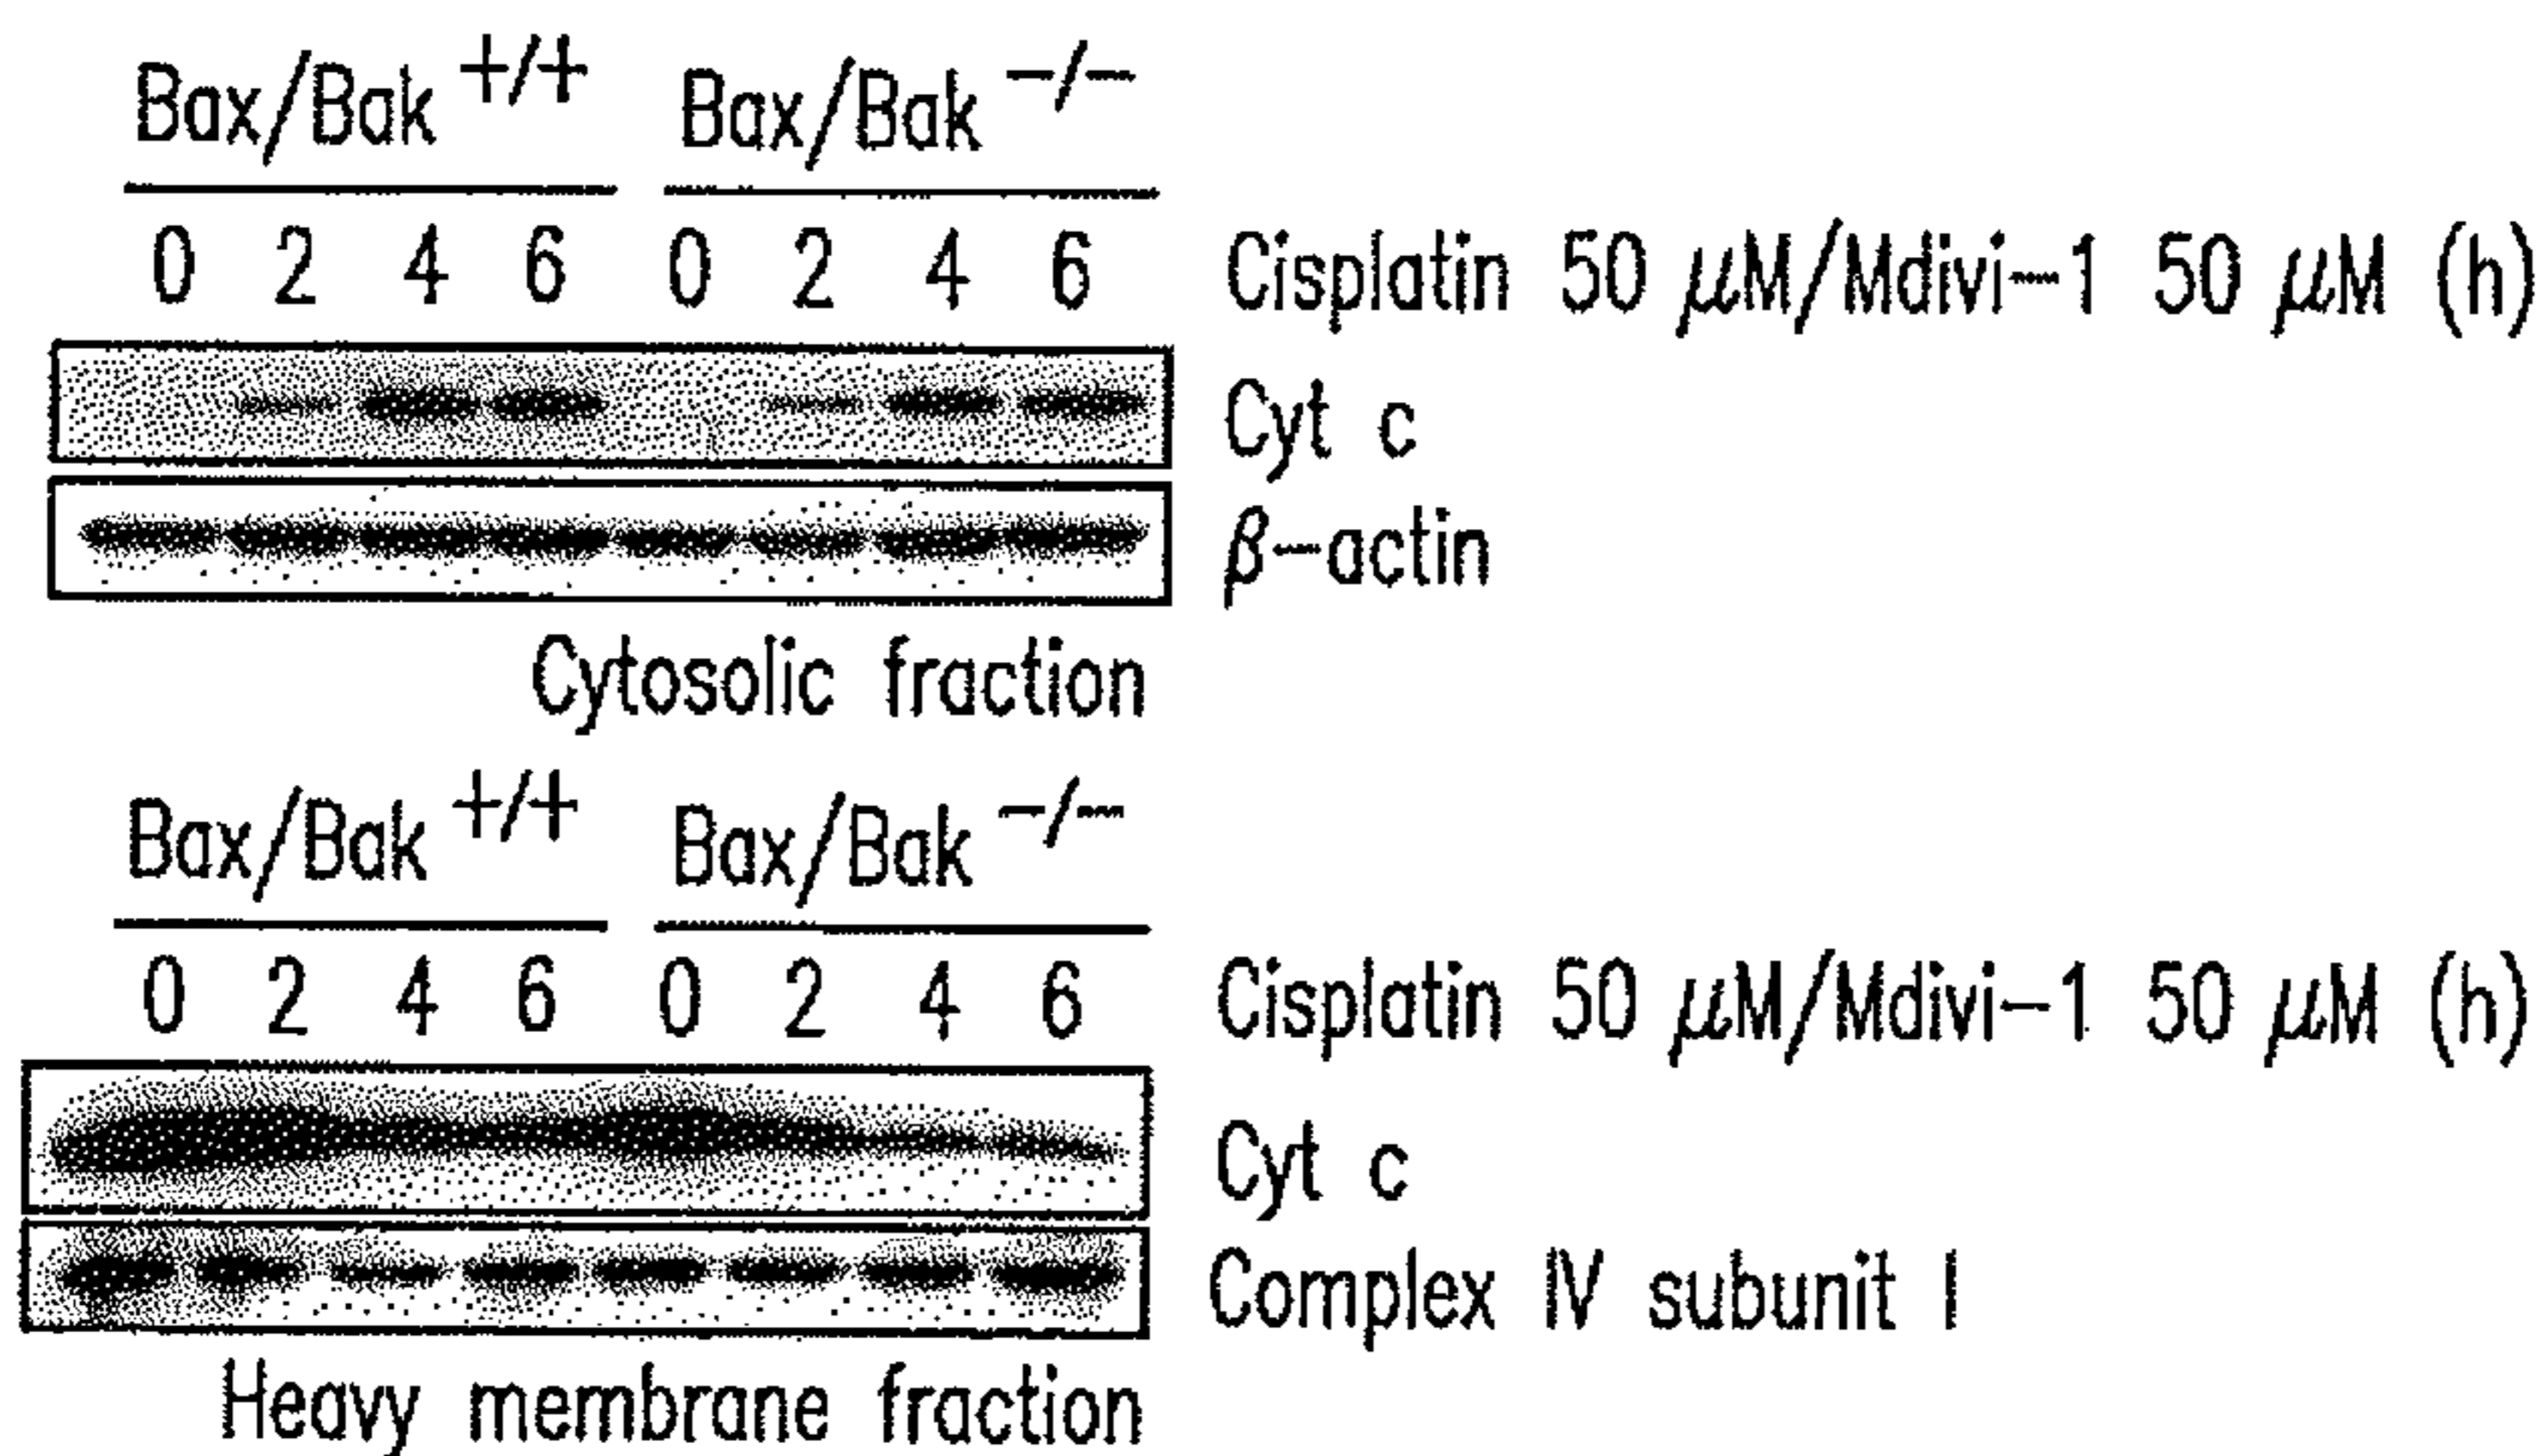 Bax/Bak +/+ Bax/Bak −/−
0 2 4 6 0 2 4 6 Cisplatin 50 μM/Mdivi−1 50 μM (h)
Cyt c
β−actin
Cytosolic fraction
Bax/Bak +/+ Bax/Bak −/−
0 2 4 6 0 2 4 6 Cisplatin 50 μM/Mdivi−1 50 μM (h)
Cyt c
Complex IV subunit I
Heavy membrane fraction